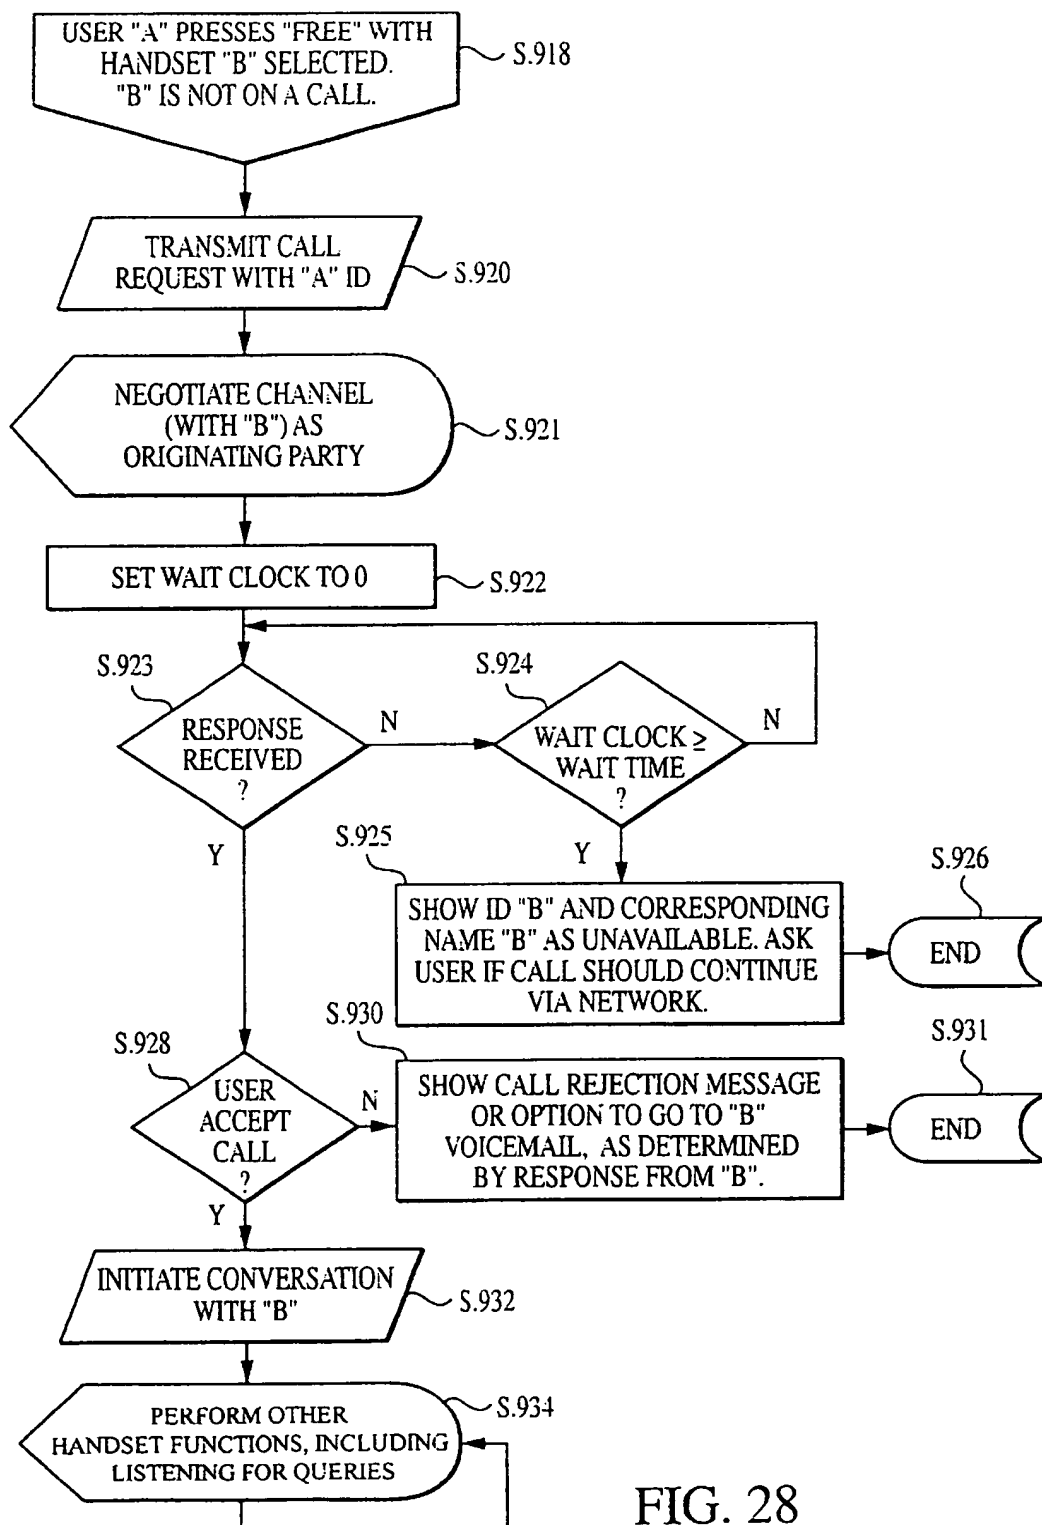 USER "A" PRESSES "FREE" WITH
HANDSET "B" SELECTED.
"B" IS NOT ON A CALL.
S.918
TRANSMIT CALL
REQUEST WITH "A" ID
S.920
NEGOTIATE CHANNEL
(WITH "B") AS
ORIGINATING PARTY
S.921
SET WAIT CLOCK TO 0
S.922
S.923
RESPONSE
RECEIVED
?
N
Y
S.924
WAIT CLOCK ≥
WAIT TIME
?
N
Y
S.925
SHOW ID "B" AND CORRESPONDING
NAME "B" AS UNAVAILABLE. ASK
USER IF CALL SHOULD CONTINUE
VIA NETWORK.
S.926
END
S.928
USER
ACCEPT
CALL
?
N
Y
S.930
SHOW CALL REJECTION MESSAGE
OR OPTION TO GO TO "B"
VOICEMAIL, AS DETERMINED
BY RESPONSE FROM "B".
S.931
END
INITIATE CONVERSATION
WITH "B"
S.932
PERFORM OTHER
HANDSET FUNCTIONS, INCLUDING
LISTENING FOR QUERIES
S.934
FIG. 28